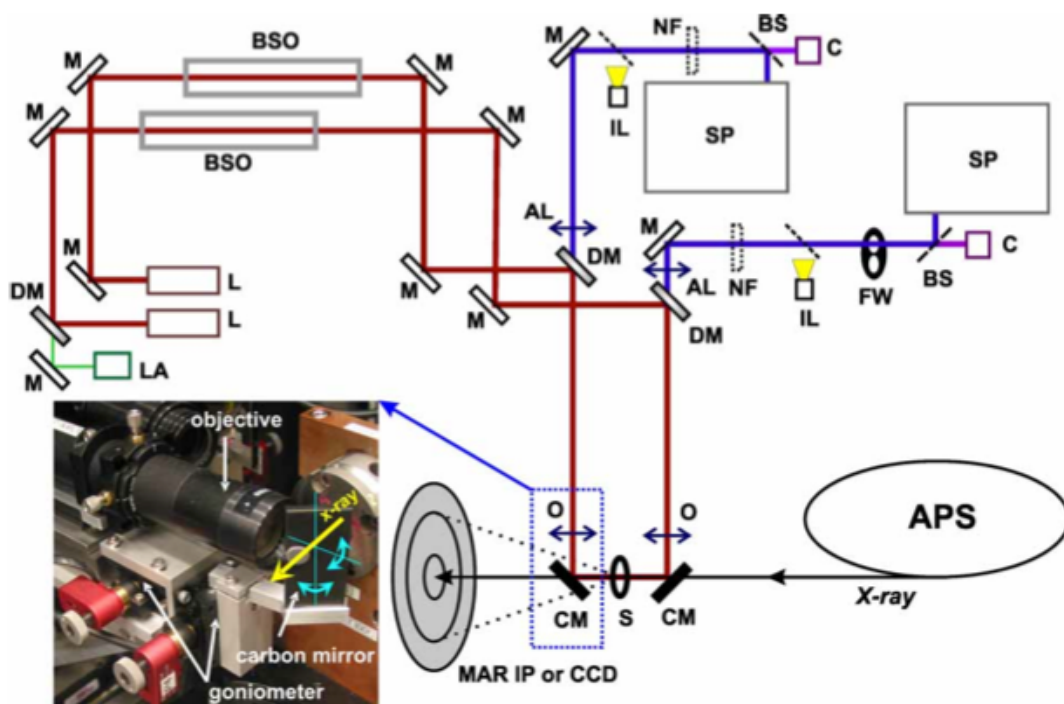 M
NF
BS
C
M
BSO
M
IL
SP
M
BSO
M
SP
AL
M
DM
M
C
M
L
M
AL
NF
IL
FW
BS
DM
L
M
DM
M
LA
objective
x-ray
O
O
APS
X-ray
CM
S
CM
carbon mirror
goniometer
MAR IP or CCD